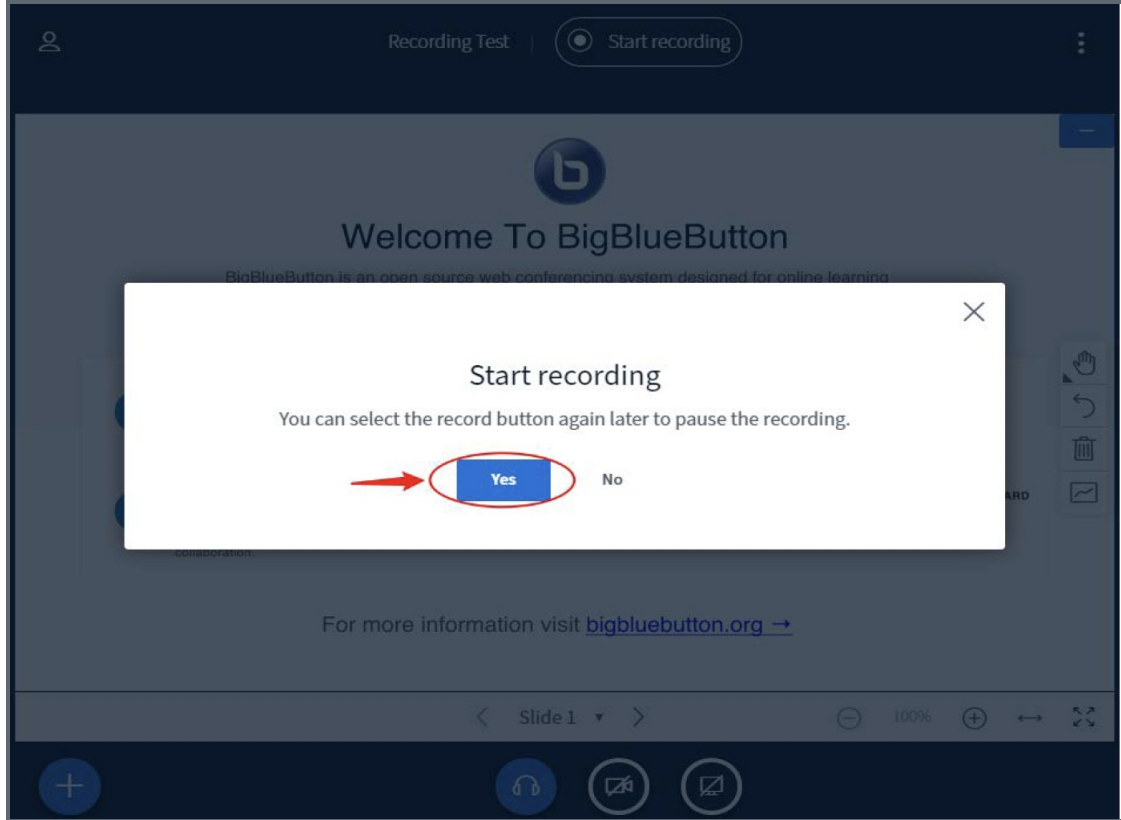 Recording Test
Start recording
Welcome To BigBlueButton
BigBlueButton is an open source web conferencing system designed for online learning
Start recording
You can select the record button again later to pause the recording.
Yes No
ARD
collaboration.
For more information visit bigbluebutton.org →
Slide 1
100%